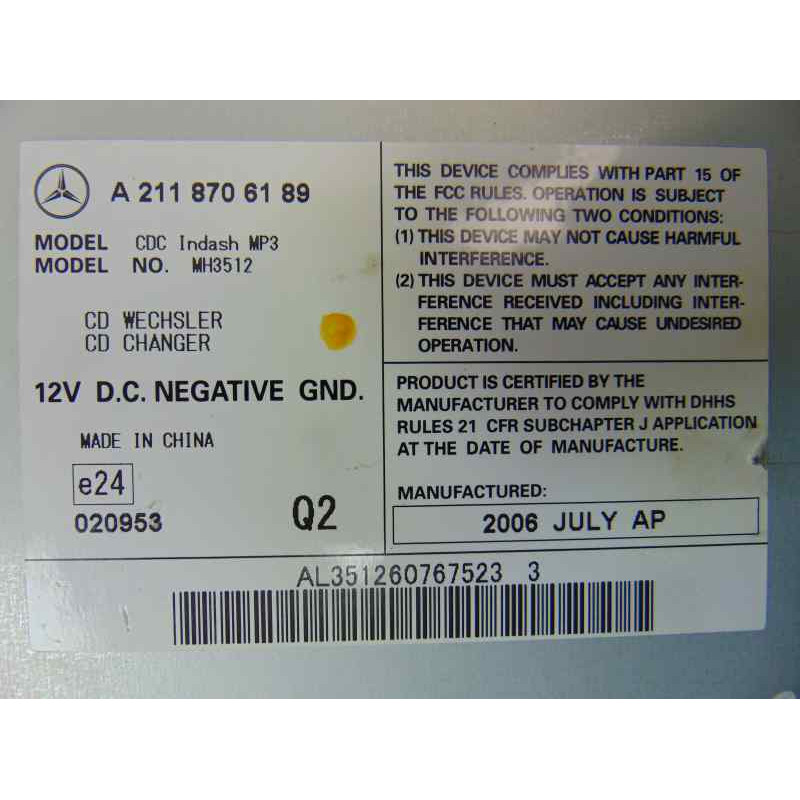 A 211 870 61 89
MODEL CDC Indash MP3
MODEL NO. MH3512
CD WECHSLER
CD CHANGER
12V D.C. NEGATIVE GND.
MADE IN CHINA
e24
020953
Q2
THIS DEVICE COMPLIES WITH PART 15 OF
THE FCC RULES. OPERATION IS SUBJECT
TO THE FOLLOWING TWO CONDITIONS:
(1) THIS DEVICE MAY NOT CAUSE HARMFUL
INTERFERENCE.
(2) THIS DEVICE MUST ACCEPT ANY INTER-
FERENCE RECEIVED INCLUDING INTER-
FERENCE THAT MAY CAUSE UNDESIRED
OPERATION.
PRODUCT IS CERTIFIED BY THE
MANUFACTURER TO COMPLY WITH DHHS
RULES 21 CFR SUBCHAPTER J APPLICATION
AT THE DATE OF MANUFACTURE.
MANUFACTURED:
2006 JULY AP
AL351260767523 3